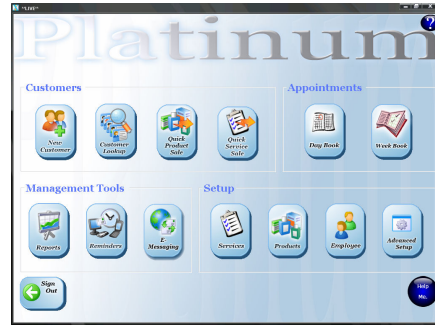 **LIVE**
Platinum
?
Customers
Appointments
New
Customer
Customer
Lookup
Quick
Product
Sale
Quick
Service
Sale
Day Book
Week Book
Management Tools
Setup
Reports
Reminders
E-
Messaging
Services
Products
Employee
Advanced
Setup
Sign
Out
Help
Me.